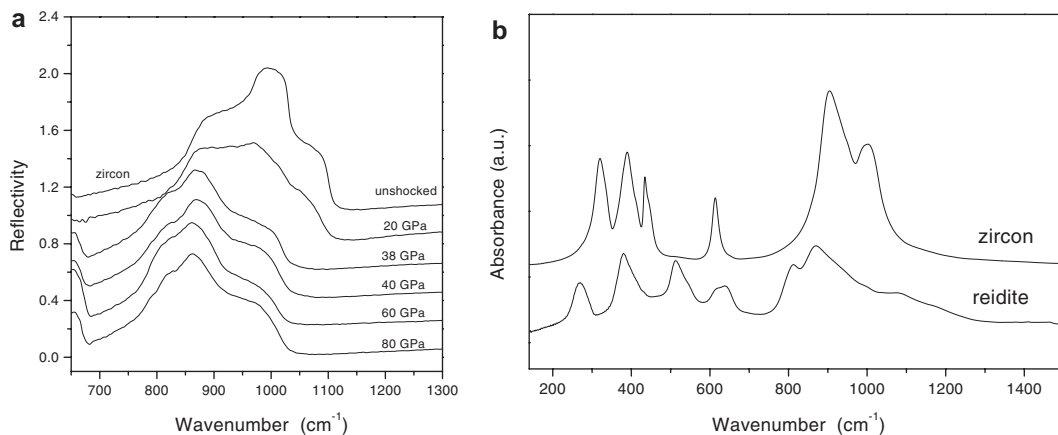 a
2.4
2.0
1.6
1.2
0.8
0.4
0.0
Reflectivity
zircon
unshocked
20 GPa
38 GPa
40 GPa
60 GPa
80 GPa
700 800 900 1000 1100 1200 1300
Wavenumber (cm⁻¹)
b
Absorbance (a.u.)
zircon
reidite
200 400 600 800 1000 1200 1400
Wavenumber (cm⁻¹)